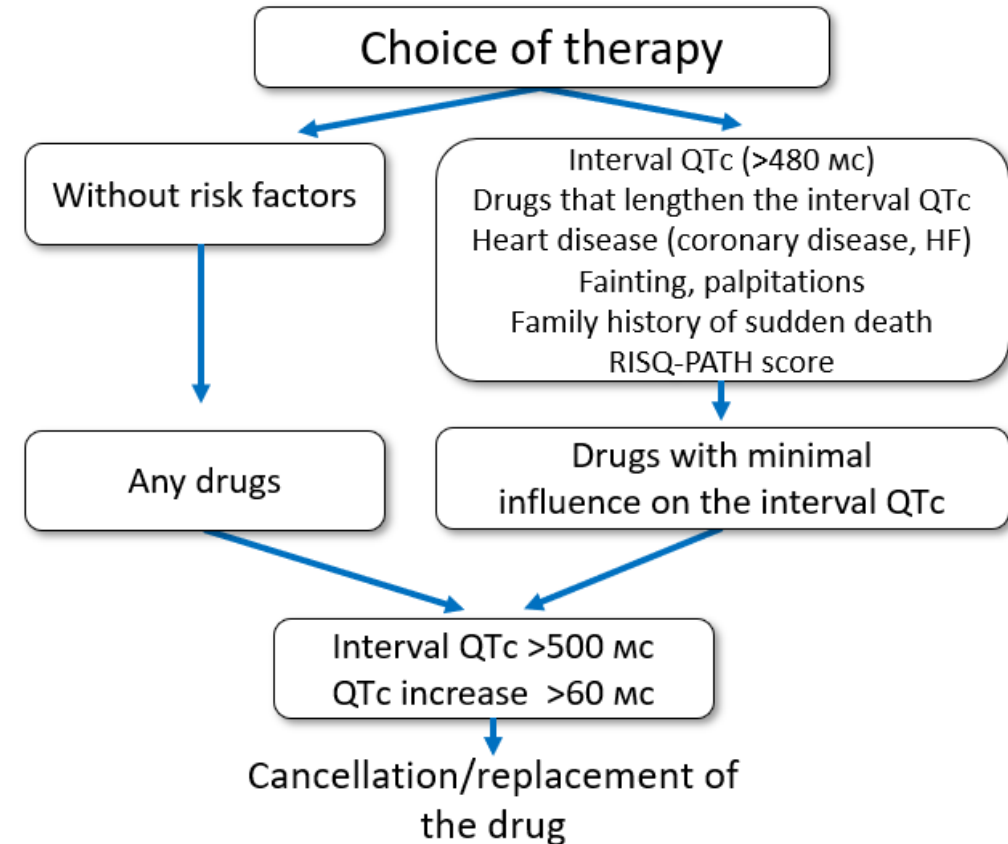 Choice of therapy
Without risk factors
Interval QTc (>480 мс)
Drugs that lengthen the interval QTc
Heart disease (coronary disease, HF)
Fainting, palpitations
Family history of sudden death
RISQ-PATH score
Any drugs
Drugs with minimal
influence on the interval QTc
Interval QTc >500 мс
QTc increase  >60 мс
Cancellation/replacement of
the drug